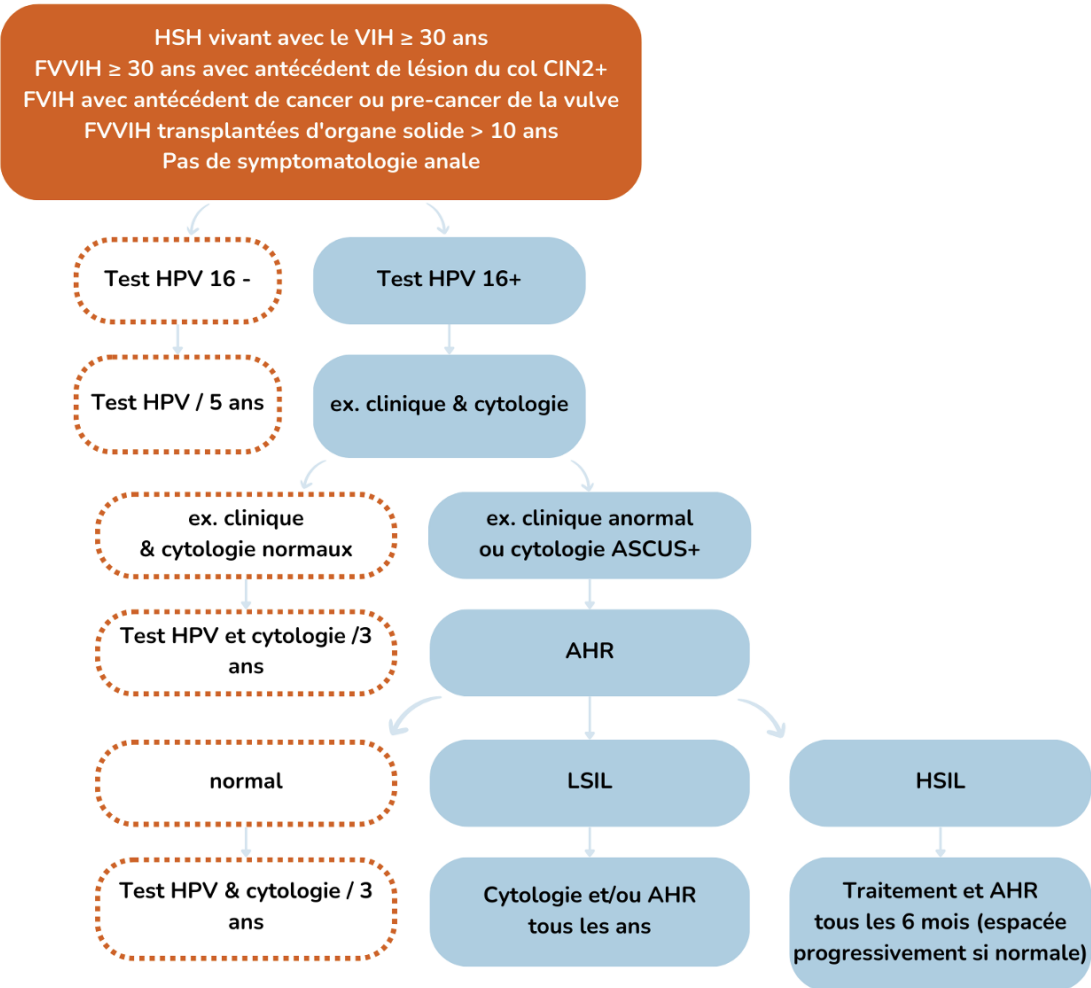 HSH vivant avec le VIH ≥ 30 ans
FVVIH ≥ 30 ans avec antécédent de lésion du col CIN2+
FVIH avec antécédent de cancer ou pre-cancer de la vulve
FVVIH transplantées d'organe solide > 10 ans
Pas de symptomatologie anale
Test HPV 16 -
Test HPV 16+
Test HPV / 5 ans
ex. clinique & cytologie
ex. clinique
& cytologie normaux
ex. clinique anormal
ou cytologie ASCUS+
Test HPV et cytologie /3
ans
AHR
normal
LSIL
HSIL
Test HPV & cytologie / 3
ans
Cytologie et/ou AHR
tous les ans
Traitement et AHR
tous les 6 mois (espacée
progressivement si normale)